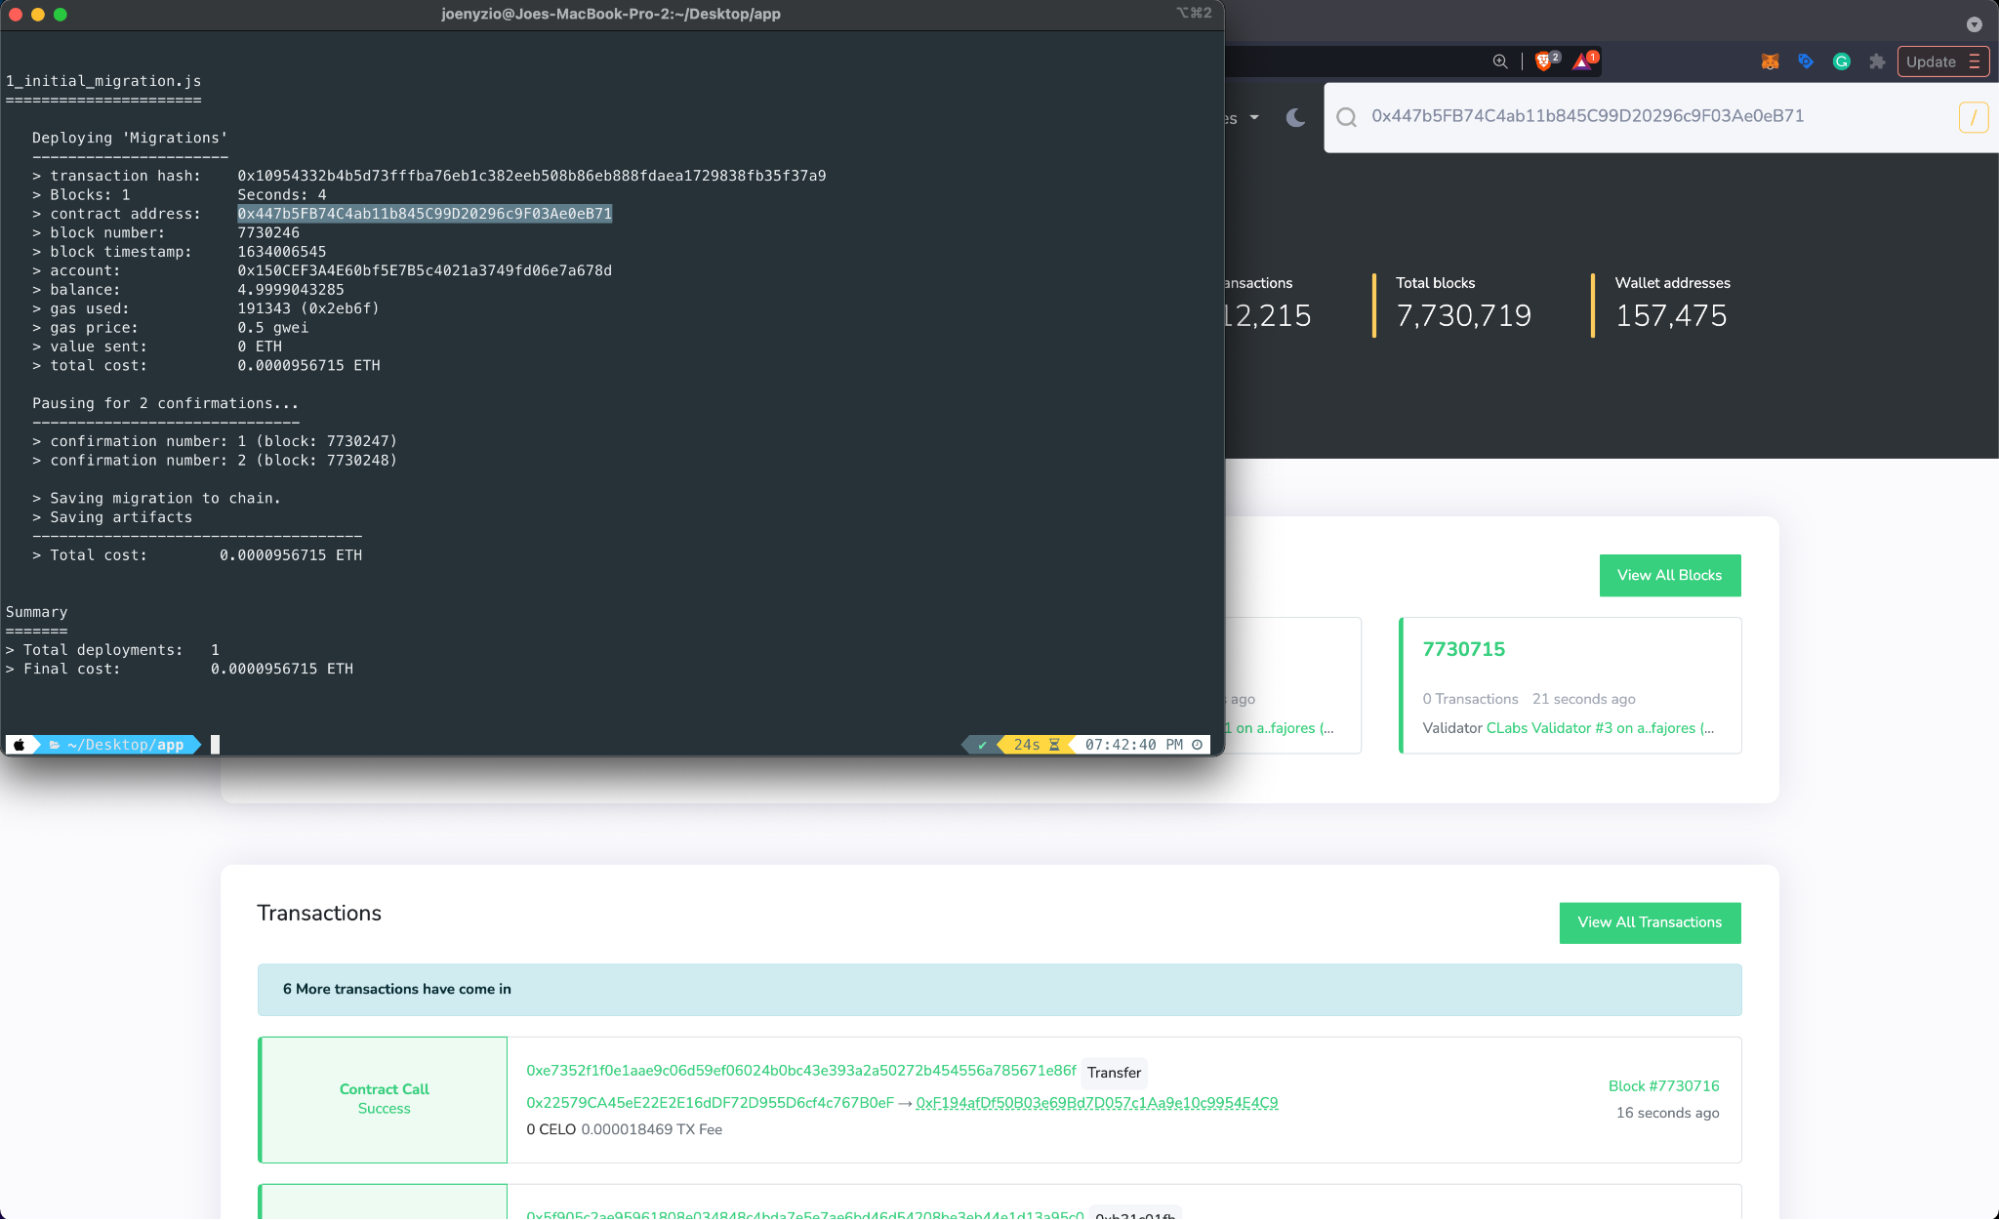 joenyzio@Joes-MacBook-Pro-2:~/Desktop/app
⌥⌘2
1_initial_migration.js
======================
Deploying 'Migrations'
----------------------
> transaction hash: 0x10954332b4b5d73fffba76eb1c382eeb508b86eb888fdaea1729838fb35f37a9
> Blocks: 1 Seconds: 4
> contract address: 0x447b5FB74C4ab11b845C99D20296c9F03Ae0eB71
> block number: 7730246
> block timestamp: 1634006545
> account: 0x150CEF3A4E60bf5E7B5c4021a3749fd06e7a678d
> balance: 4.9999043285
> gas used: 191343 (0x2eb6f)
> gas price: 0.5 gwei
> value sent: 0 ETH
> total cost: 0.0000956715 ETH
Pausing for 2 confirmations...
------------------------------
> confirmation number: 1 (block: 7730247)
> confirmation number: 2 (block: 7730248)
> Saving migration to chain.
> Saving artifacts
-------------------------------------
> Total cost: 0.0000956715 ETH
Summary
=======
> Total deployments: 1
> Final cost: 0.0000956715 ETH
~/Desktop/app
✔ 24s 07:42:40 PM
2 1 Update
es
0x447b5FB74C4ab11b845C99D20296c9F03Ae0eB71 /
ansactions
12,215
Total blocks
7,730,719
Wallet addresses
157,475
View All Blocks
ago
1 on a..fajores (...
7730715
0 Transactions 21 seconds ago
Validator CLabs Validator #3 on a..fajores (...
Transactions
View All Transactions
6 More transactions have come in
Contract Call
Success
0xe7352f1f0e1aae9c06d59ef06024b0bc43e393a2a50272b454556a785671e86f Transfer
0x22579CA45eE22E2E16dDF72D955D6cf4c767B0eF → 0xF194afDf50B03e69Bd7D057c1Aa9e10c9954E4C9
0 CELO 0.000018469 TX Fee
Block #7730716
16 seconds ago